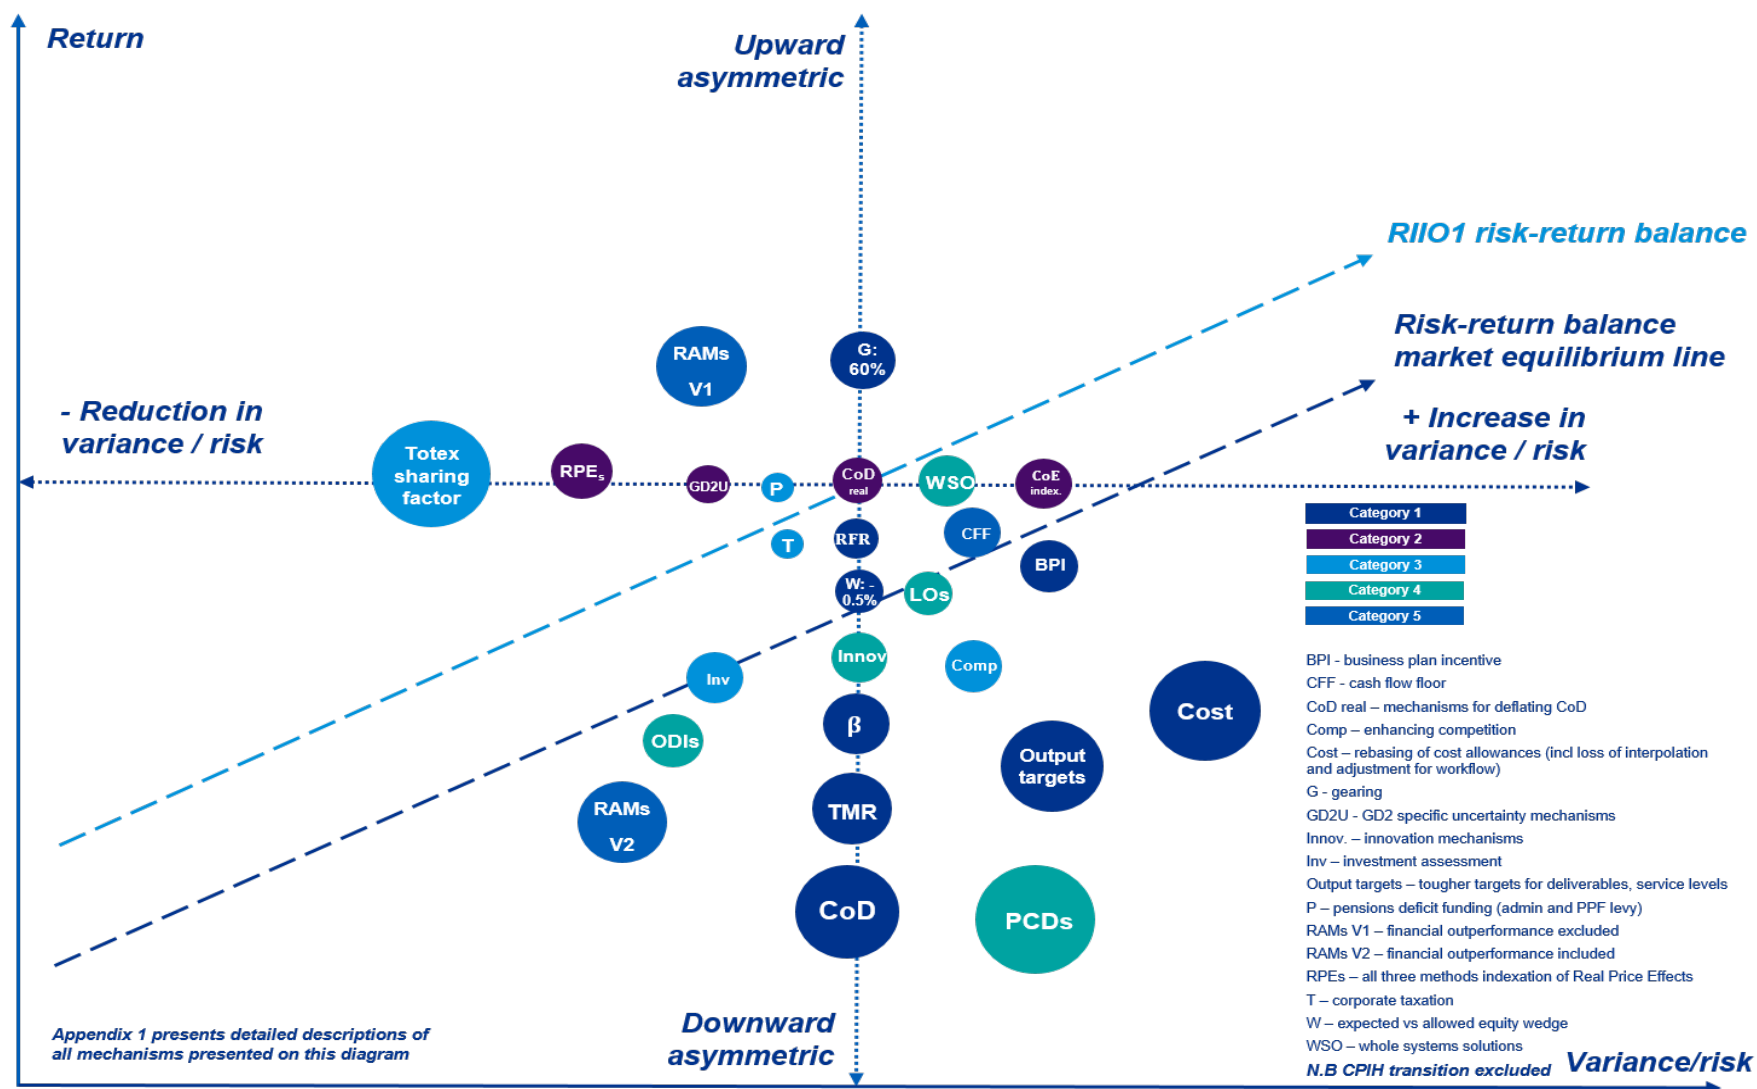 Return
Upward
asymmetric
RIIO1 risk-return balance
Risk-return balance
market equilibrium line
- Reduction in
variance / risk
+ Increase in
variance / risk
RAMs
V1
G:
60%
Totex
sharing
factor
RPEs
GD2U
P
CoD
real
WSO
CoE
index.
T
RFR
CFF
BPI
W: -
0.5%
LOs
Innov
Comp
Inv
β
ODIs
Cost
Output
targets
RAMs
V2
TMR
CoD
PCDs
Category 1
Category 2
Category 3
Category 4
Category 5
BPI - business plan incentive
CFF - cash flow floor
CoD real – mechanisms for deflating CoD
Comp – enhancing competition
Cost – rebasing of cost allowances (incl loss of interpolation
and adjustment for workflow)
G - gearing
GD2U - GD2 specific uncertainty mechanisms
Innov. – innovation mechanisms
Inv – investment assessment
Output targets – tougher targets for deliverables, service levels
P – pensions deficit funding (admin and PPF levy)
RAMs V1 – financial outperformance excluded
RAMs V2 – financial outperformance included
RPEs – all three methods indexation of Real Price Effects
T – corporate taxation
W – expected vs allowed equity wedge
WSO – whole systems solutions
N.B CPIH transition excluded
Variance/risk
Downward
asymmetric
Appendix 1 presents detailed descriptions of
all mechanisms presented on this diagram